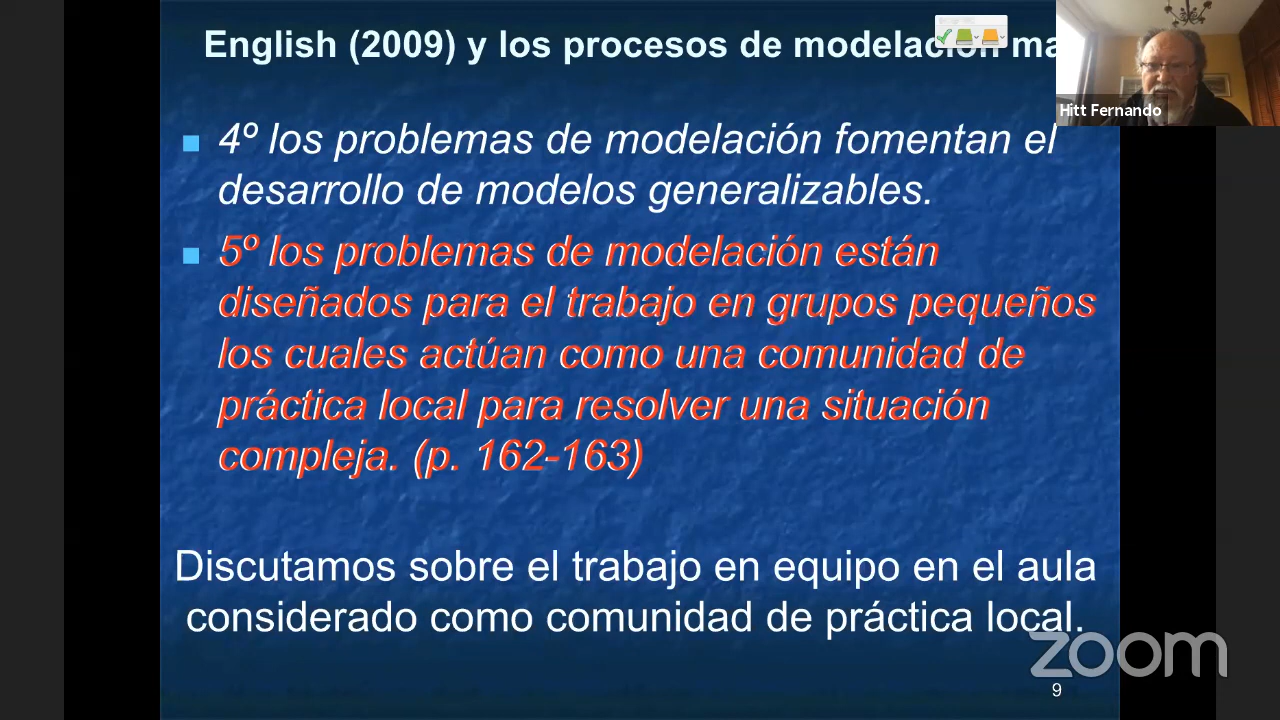 English (2009) y los procesos de modelación ma
Hitt Fernando
4º los problemas de modelación fomentan el
desarrollo de modelos generalizables.
5º los problemas de modelación están
diseñados para el trabajo en grupos pequeños
los cuales actúan como una comunidad de
práctica local para resolver una situación
compleja. (p. 162-163)
Discutamos sobre el trabajo en equipo en el aula
considerado como comunidad de práctica local.
zoom
9